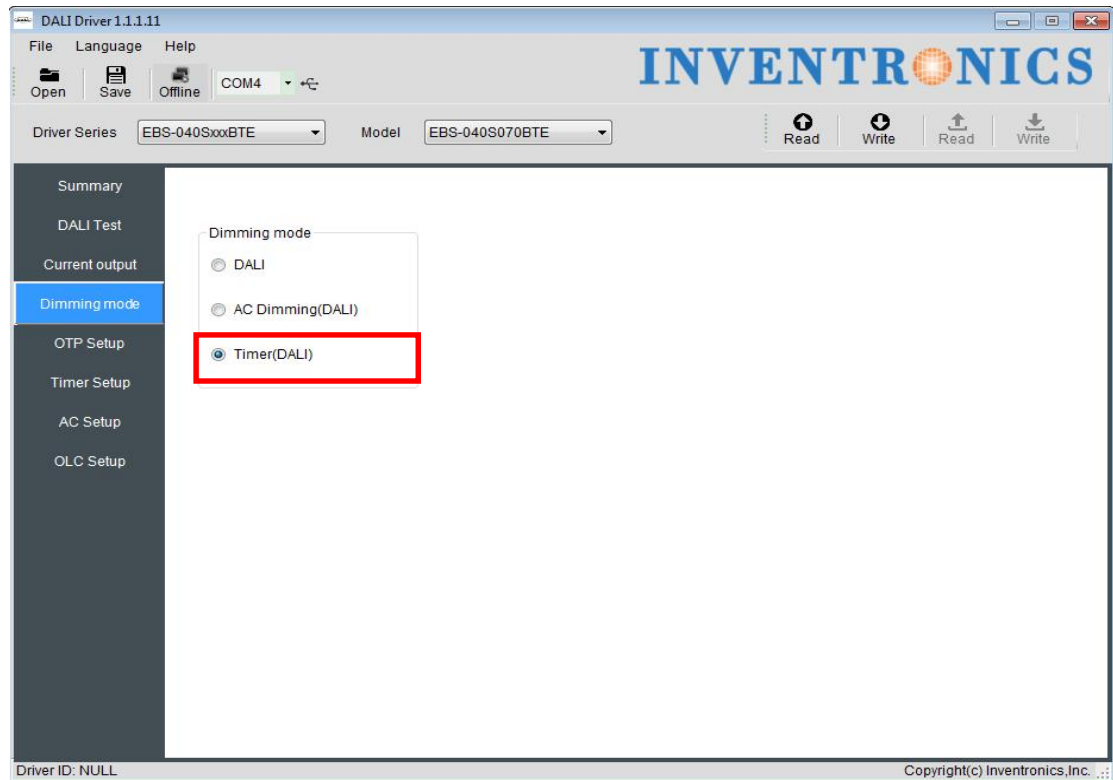 DALI Driver 1.1.1.11
File Language Help
INVENTRONICS
Open Save Offline COM4
Driver Series EBS-040SxxxBTE Model EBS-040S070BTE Read Write Read Write
Summary
DALI Test
Current output
Dimming mode
OTP Setup
Timer Setup
AC Setup
OLC Setup
Dimming mode
DALI
AC Dimming(DALI)
Timer(DALI)
Driver ID: NULL Copyright(c) Inventronics,Inc.